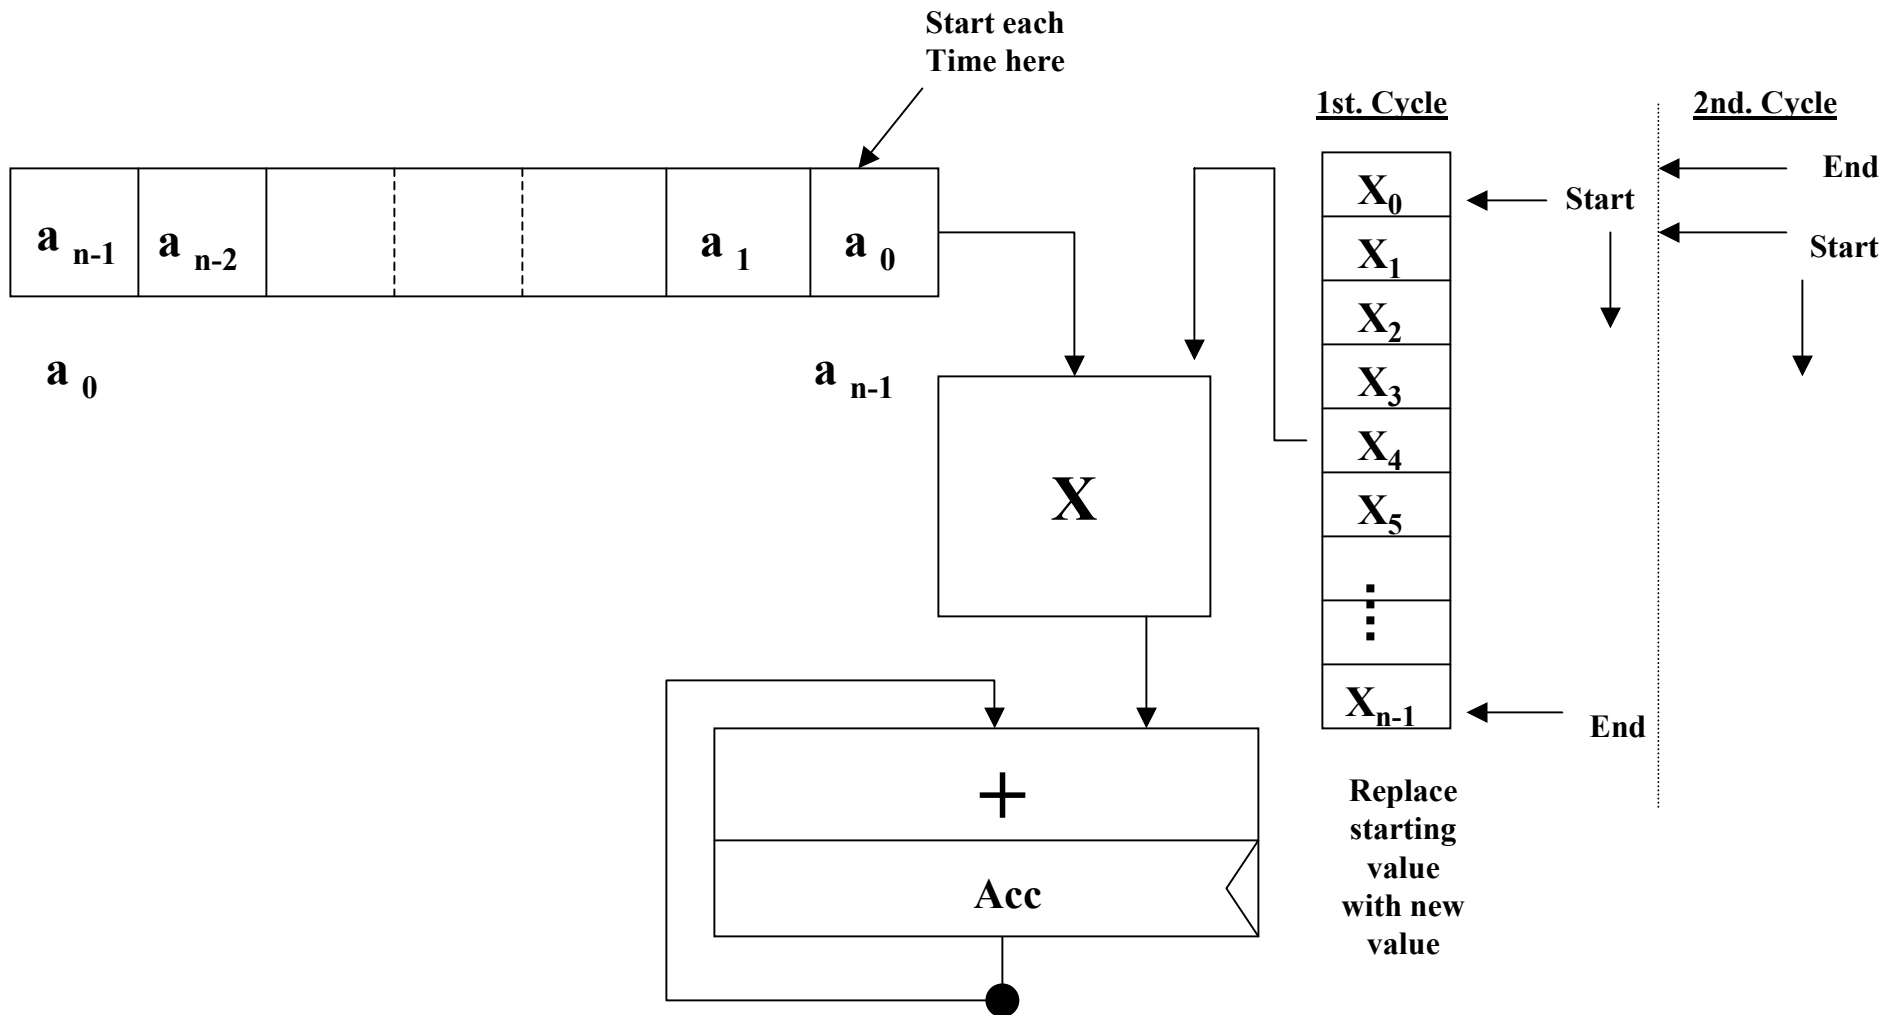 Start each
Time here
1st. Cycle
2nd. Cycle
a n-1
a n-2
a 1
a 0
a 0
a n-1
X
+
Acc
X0
X1
X2
X3
X4
X5
Xn-1
Start
End
End
Start
Replace
starting
value
with new
value